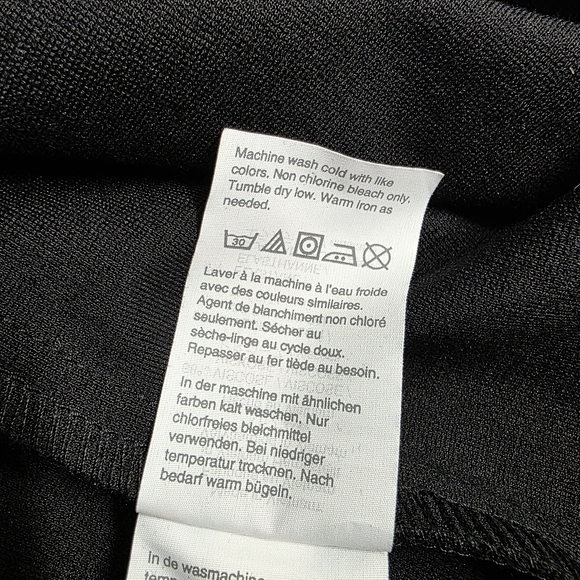 Machine wash cold with like
colors. Non chlorine bleach only.
Tumble dry low. Warm iron as
needed.
30
Laver à la machine à l'eau froide
avec des couleurs similaires.
Agent de blanchiment non chloré
seulement. Sécher au
sèche-linge au cycle doux.
Repasser au fer tiède au besoin.
In der maschine mit ähnlichen
farben kalt waschen. Nur
chlorfreies bleichmittel
verwenden. Bei niedriger
temperatur trocknen. Nach
bedarf warm bügeln.
In de wasmachine